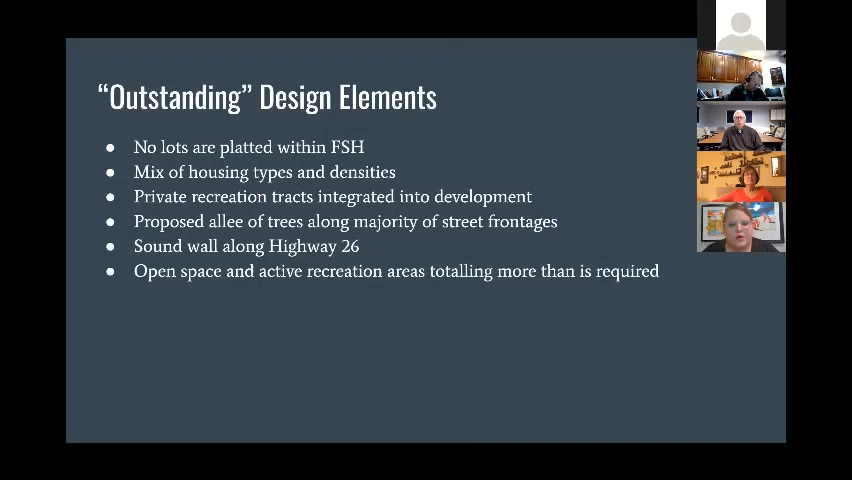 “Outstanding” Design Elements
● No lots are platted within FSH
● Mix of housing types and densities
● Private recreation tracts integrated into development
● Proposed allee of trees along majority of street frontages
● Sound wall along Highway 26
● Open space and active recreation areas totalling more than is required